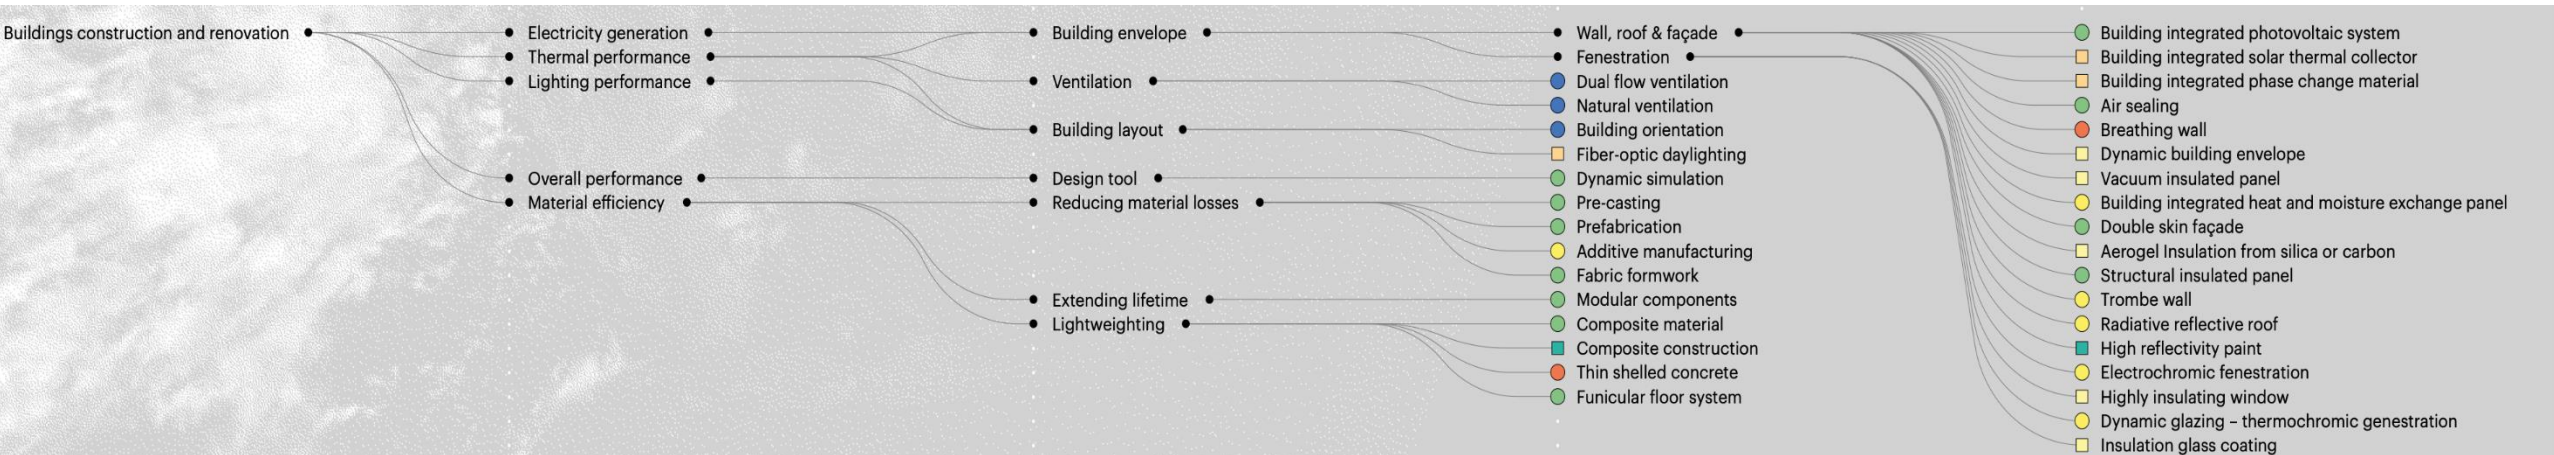 Buildings construction and renovation
Electricity generation
Thermal performance
Lighting performance
Overall performance
Material efficiency
Building envelope
Ventilation
Building layout
Design tool
Reducing material losses
Extending lifetime
Lightweighting
Wall, roof & façade
Fenestration
Dual flow ventilation
Natural ventilation
Building orientation
Fiber-optic daylighting
Dynamic simulation
Pre-casting
Prefabrication
Additive manufacturing
Fabric formwork
Modular components
Composite material
Composite construction
Thin shelled concrete
Funicular floor system
Building integrated photovoltaic system
Building integrated solar thermal collector
Building integrated phase change material
Air sealing
Breathing wall
Dynamic building envelope
Vacuum insulated panel
Building integrated heat and moisture exchange panel
Double skin façade
Aerogel Insulation from silica or carbon
Structural insulated panel
Trombe wall
Radiative reflective roof
High reflectivity paint
Electrochromic fenestration
Highly insulating window
Dynamic glazing – thermochromic genestration
Insulation glass coating